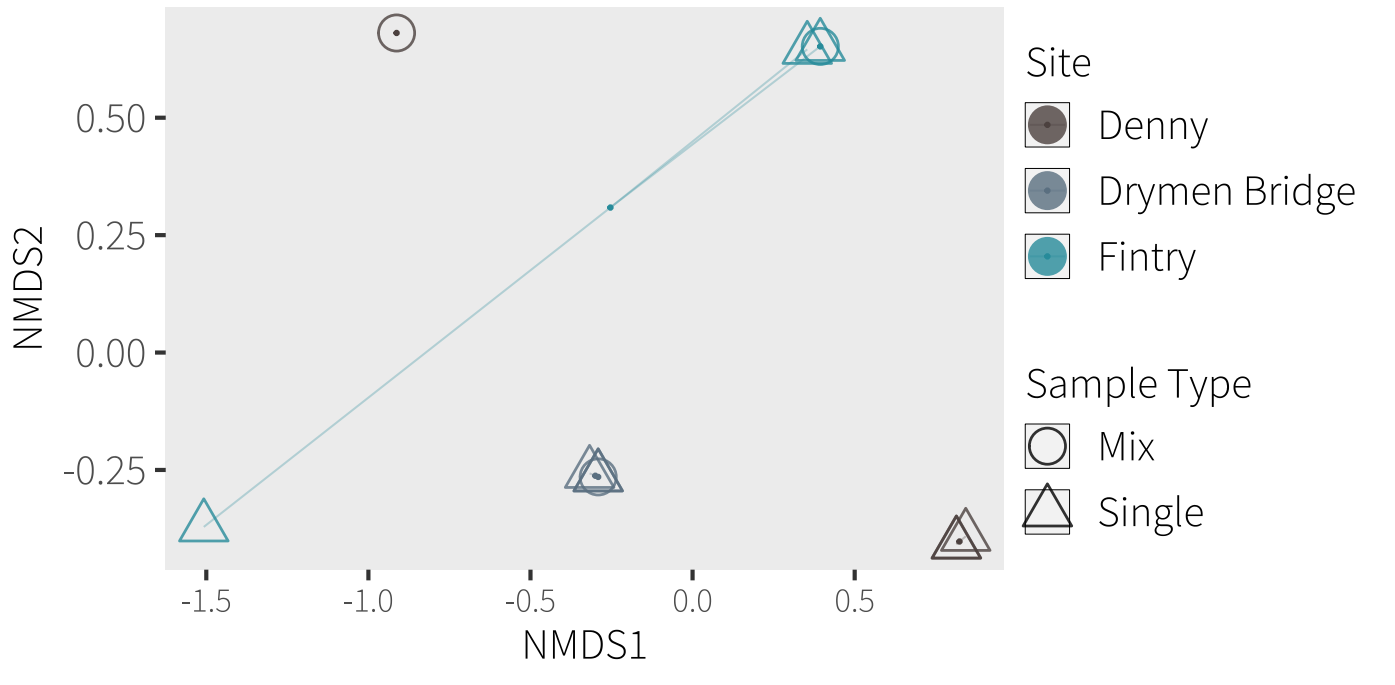 NMDS2
0.50
0.25
0.00
-0.25
-1.5
-1.0
-0.5
0.0
0.5
NMDS1
Site
Denny
Drymen Bridge
Fintry
Sample Type
Mix
Single